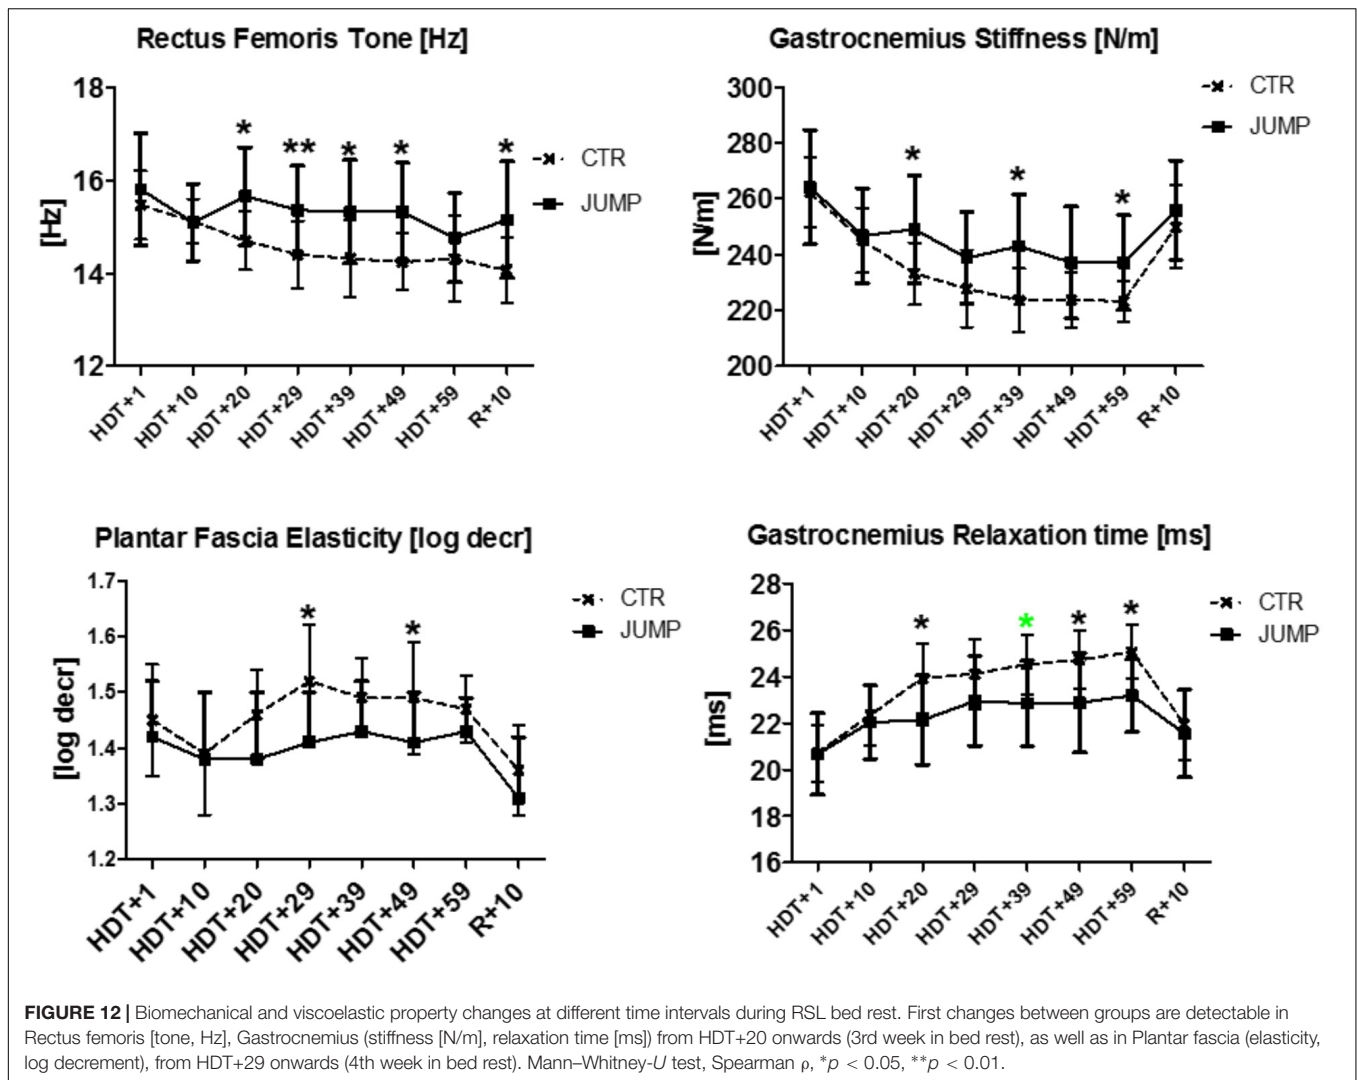 Rectus Femoris Tone [Hz]
18
16
14
12
[Hz]
*
**
*
*
*
CTR
JUMP
HDT+1
HDT+10
HDT+20
HDT+29
HDT+39
HDT+49
HDT+59
R+10
Gastrocnemius Stiffness [N/m]
300
280
260
240
220
200
[N/m]
*
*
*
CTR
JUMP
HDT+1
HDT+10
HDT+20
HDT+29
HDT+39
HDT+49
HDT+59
R+10
Plantar Fascia Elasticity [log decr]
1.7
1.6
1.5
1.4
1.3
1.2
[log decr]
*
*
CTR
JUMP
HDT+1
HDT+10
HDT+20
HDT+29
HDT+39
HDT+49
HDT+59
R+10
Gastrocnemius Relaxation time [ms]
28
26
24
22
20
18
16
[ms]
*
*
*
*
CTR
JUMP
HDT+1
HDT+10
HDT+20
HDT+29
HDT+39
HDT+49
HDT+59
R+10
FIGURE 12 | Biomechanical and viscoelastic property changes at different time intervals during RSL bed rest. First changes between groups are detectable in
Rectus femoris [tone, Hz], Gastrocnemius (stiffness [N/m], relaxation time [ms]) from HDT+20 onwards (3rd week in bed rest), as well as in Plantar fascia (elasticity,
log decrement), from HDT+29 onwards (4th week in bed rest). Mann–Whitney-U test, Spearman ρ, *p < 0.05, **p < 0.01.